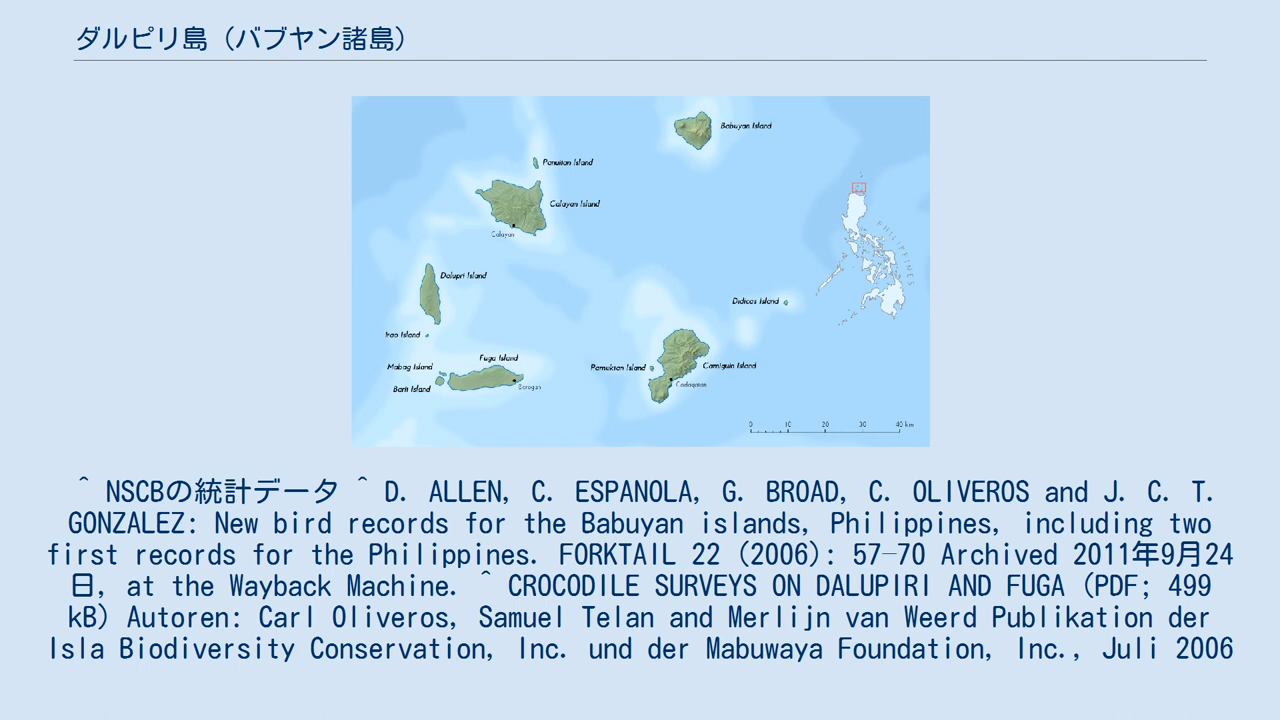 ダルピリ島（バブヤン諸島）
Babuyan Island
Panuitan Island
Calayan Island
Calayan
PHILIPPINES
Dalupiri Island
Didicas Island
Irao Island
Fuga Island
Mabag Island
Barit Island
Pamuktan Island
Camiguin Island
0 10 20 30 40 km
^ NSCBの統計データ ^ D. ALLEN, C. ESPANOLA, G. BROAD, C. OLIVEROS and J. C. T.
GONZALEZ: New bird records for the Babuyan islands, Philippines, including two
first records for the Philippines. FORKTAIL 22 (2006): 57–70 Archived 2011年9月24
日, at the Wayback Machine. ^ CROCODILE SURVEYS ON DALUPIRI AND FUGA (PDF; 499
kB) Autoren: Carl Oliveros, Samuel Telan and Merlijn van Weerd Publikation der
Isla Biodiversity Conservation, Inc. und der Mabuwaya Foundation, Inc., Juli 2006